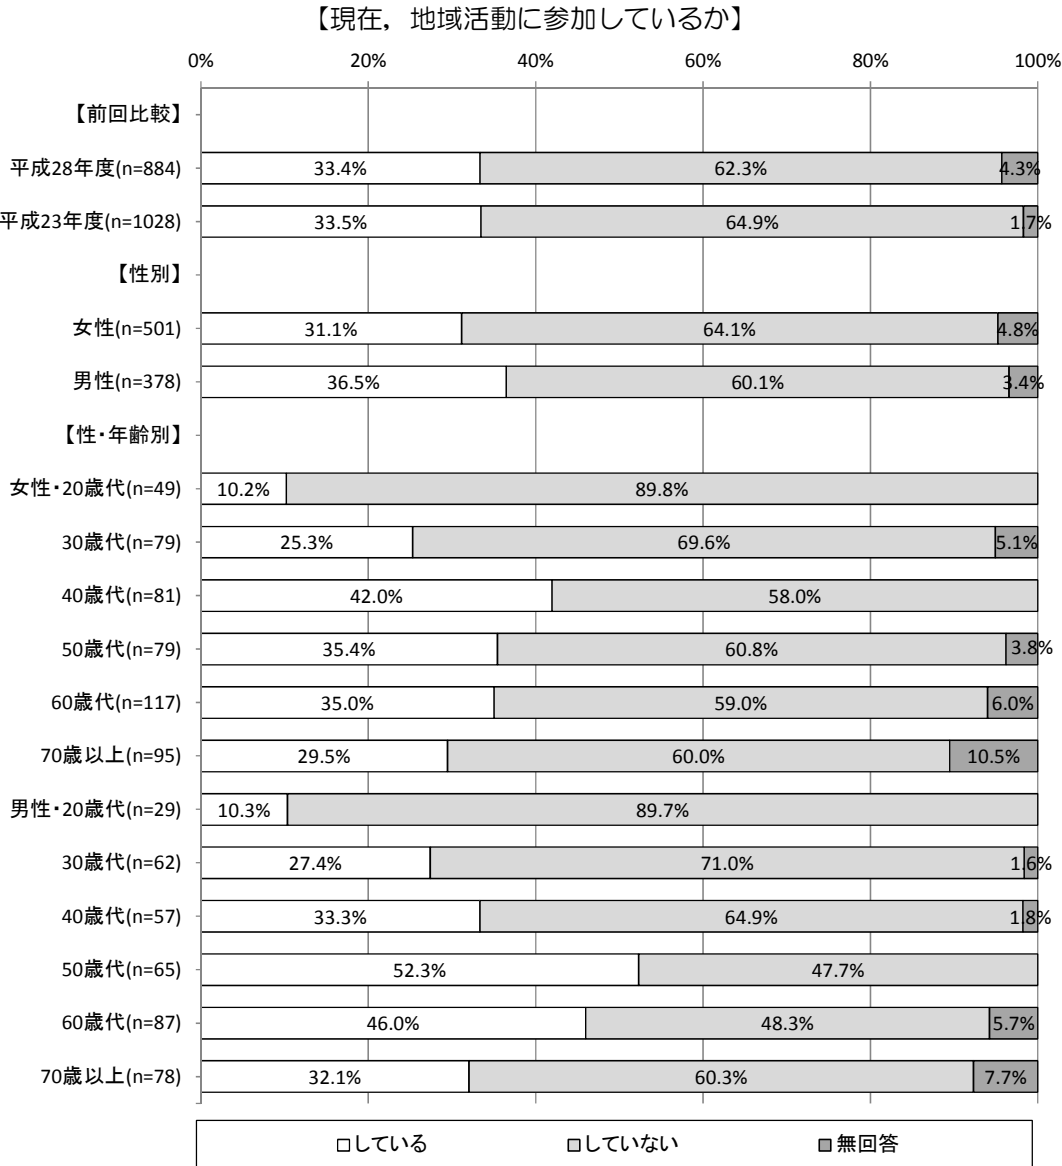 【現在，地域活動に参加しているか】
0% 20% 40% 60% 80% 100%
【前回比較】
平成28年度(n=884) 33.4% 62.3% 4.3%
平成23年度(n=1028) 33.5% 64.9% 1.7%
【性別】
女性(n=501) 31.1% 64.1% 4.8%
男性(n=378) 36.5% 60.1% 3.4%
【性・年齢別】
女性・20歳代(n=49) 10.2% 89.8%
30歳代(n=79) 25.3% 69.6% 5.1%
40歳代(n=81) 42.0% 58.0%
50歳代(n=79) 35.4% 60.8% 3.8%
60歳代(n=117) 35.0% 59.0% 6.0%
70歳以上(n=95) 29.5% 60.0% 10.5%
男性・20歳代(n=29) 10.3% 89.7%
30歳代(n=62) 27.4% 71.0% 1.6%
40歳代(n=57) 33.3% 64.9% 1.8%
50歳代(n=65) 52.3% 47.7%
60歳代(n=87) 46.0% 48.3% 5.7%
70歳以上(n=78) 32.1% 60.3% 7.7%
している していない 無回答